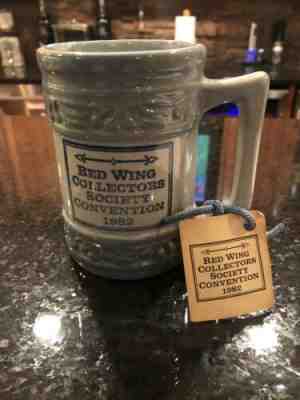 RED WING
COLLECTORS
SOCIETY
CONVENTION
1982
RED WING
COLLECTORS
SOCIETY
CONVENTION
1982